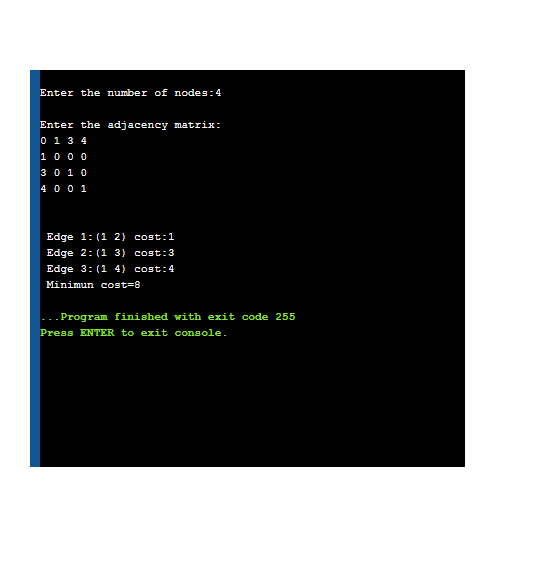 Enter the number of nodes:4
Enter the adjacency matrix:
0 1 3 4
1 0 0 0
3 0 1 0
4 0 0 1
Edge 1:(1 2) cost:1
Edge 2:(1 3) cost:3
Edge 3:(1 4) cost:4
Minimun cost=8
...Program finished with exit code 255
Press ENTER to exit console.